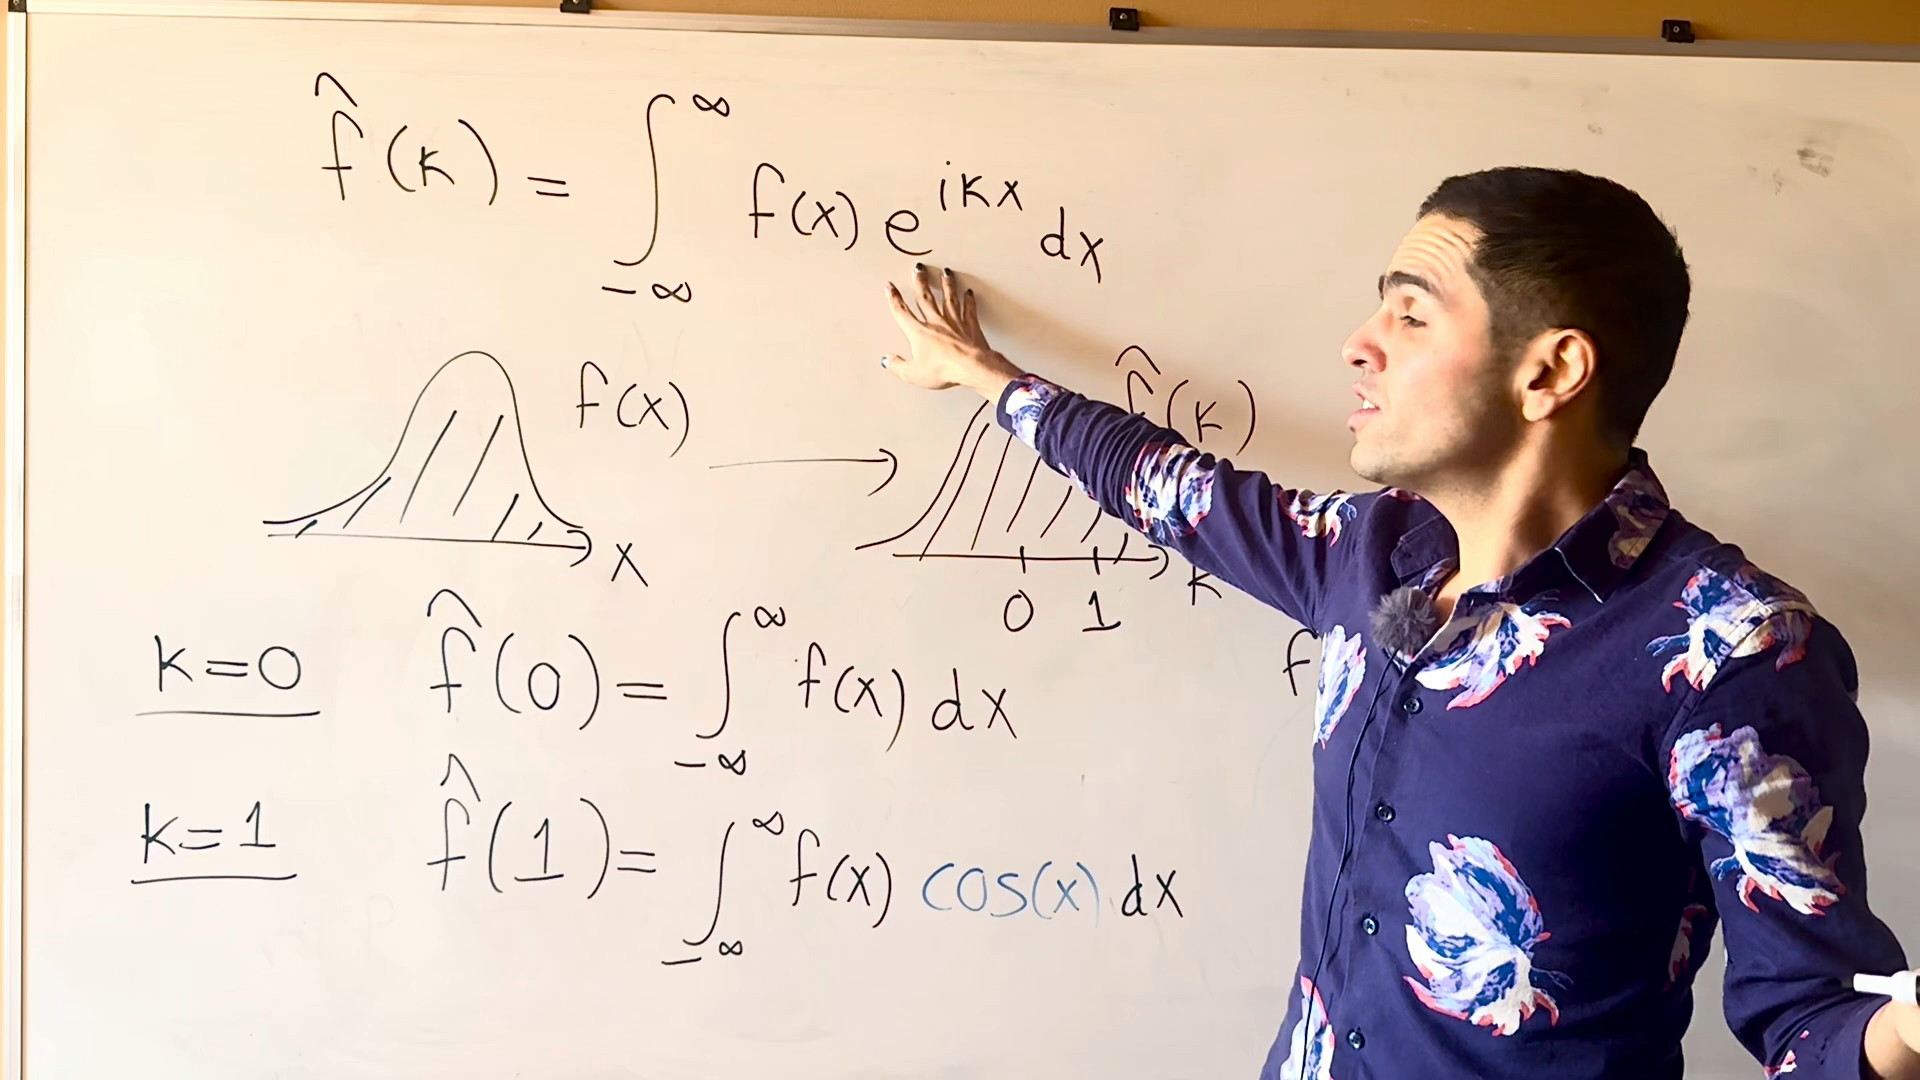 f̂(k) = ∫_{-∞}^{∞} f(x) e^{ikx} dx
f(x) → f̂(k)
x k
0 1
k=0 f̂(0) = ∫_{-∞}^{∞} f(x) dx
f
k=1 f̂(1) = ∫_{-∞}^{∞} f(x) cos(x) dx